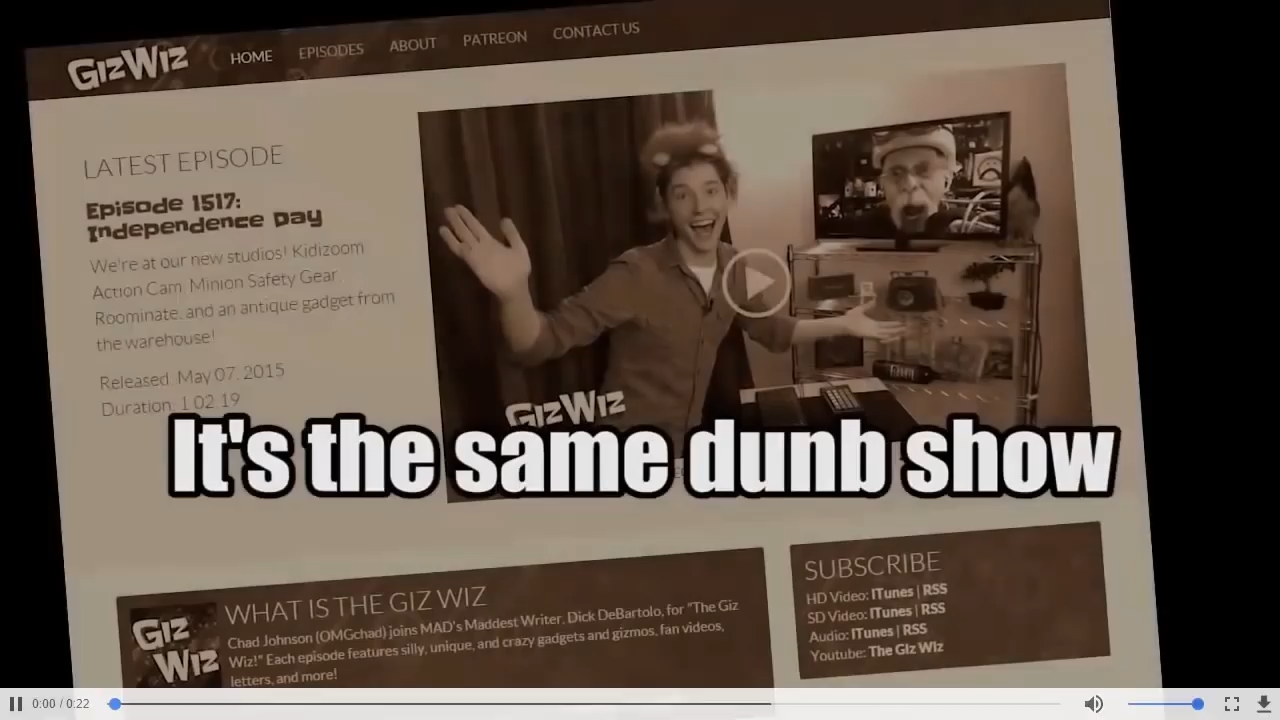 GIZWIZ
HOME EPISODES ABOUT PATREON CONTACT US
LATEST EPISODE
Episode 1517:
Independence Day
We're at our new studios! Kidizoom
Action Cam, Minion Safety Gear,
Roominate, and an antique gadget from
the warehouse!
Released: May 07, 2015
Duration: 1:02:19
GIZWIZ
It's the same dunb show
WHAT IS THE GIZ WIZ
GIZ
WIZ
Chad Johnson (OMGchad) joins MAD's Maddest Writer, Dick DeBartolo, for "The Giz
Wiz!" Each episode features silly, unique, and crazy gadgets and gizmos, fan videos,
letters, and more!
SUBSCRIBE
HD Video: iTunes | RSS
SD Video: iTunes | RSS
Audio: iTunes | RSS
Youtube: The Giz Wiz
0:00 / 0:22